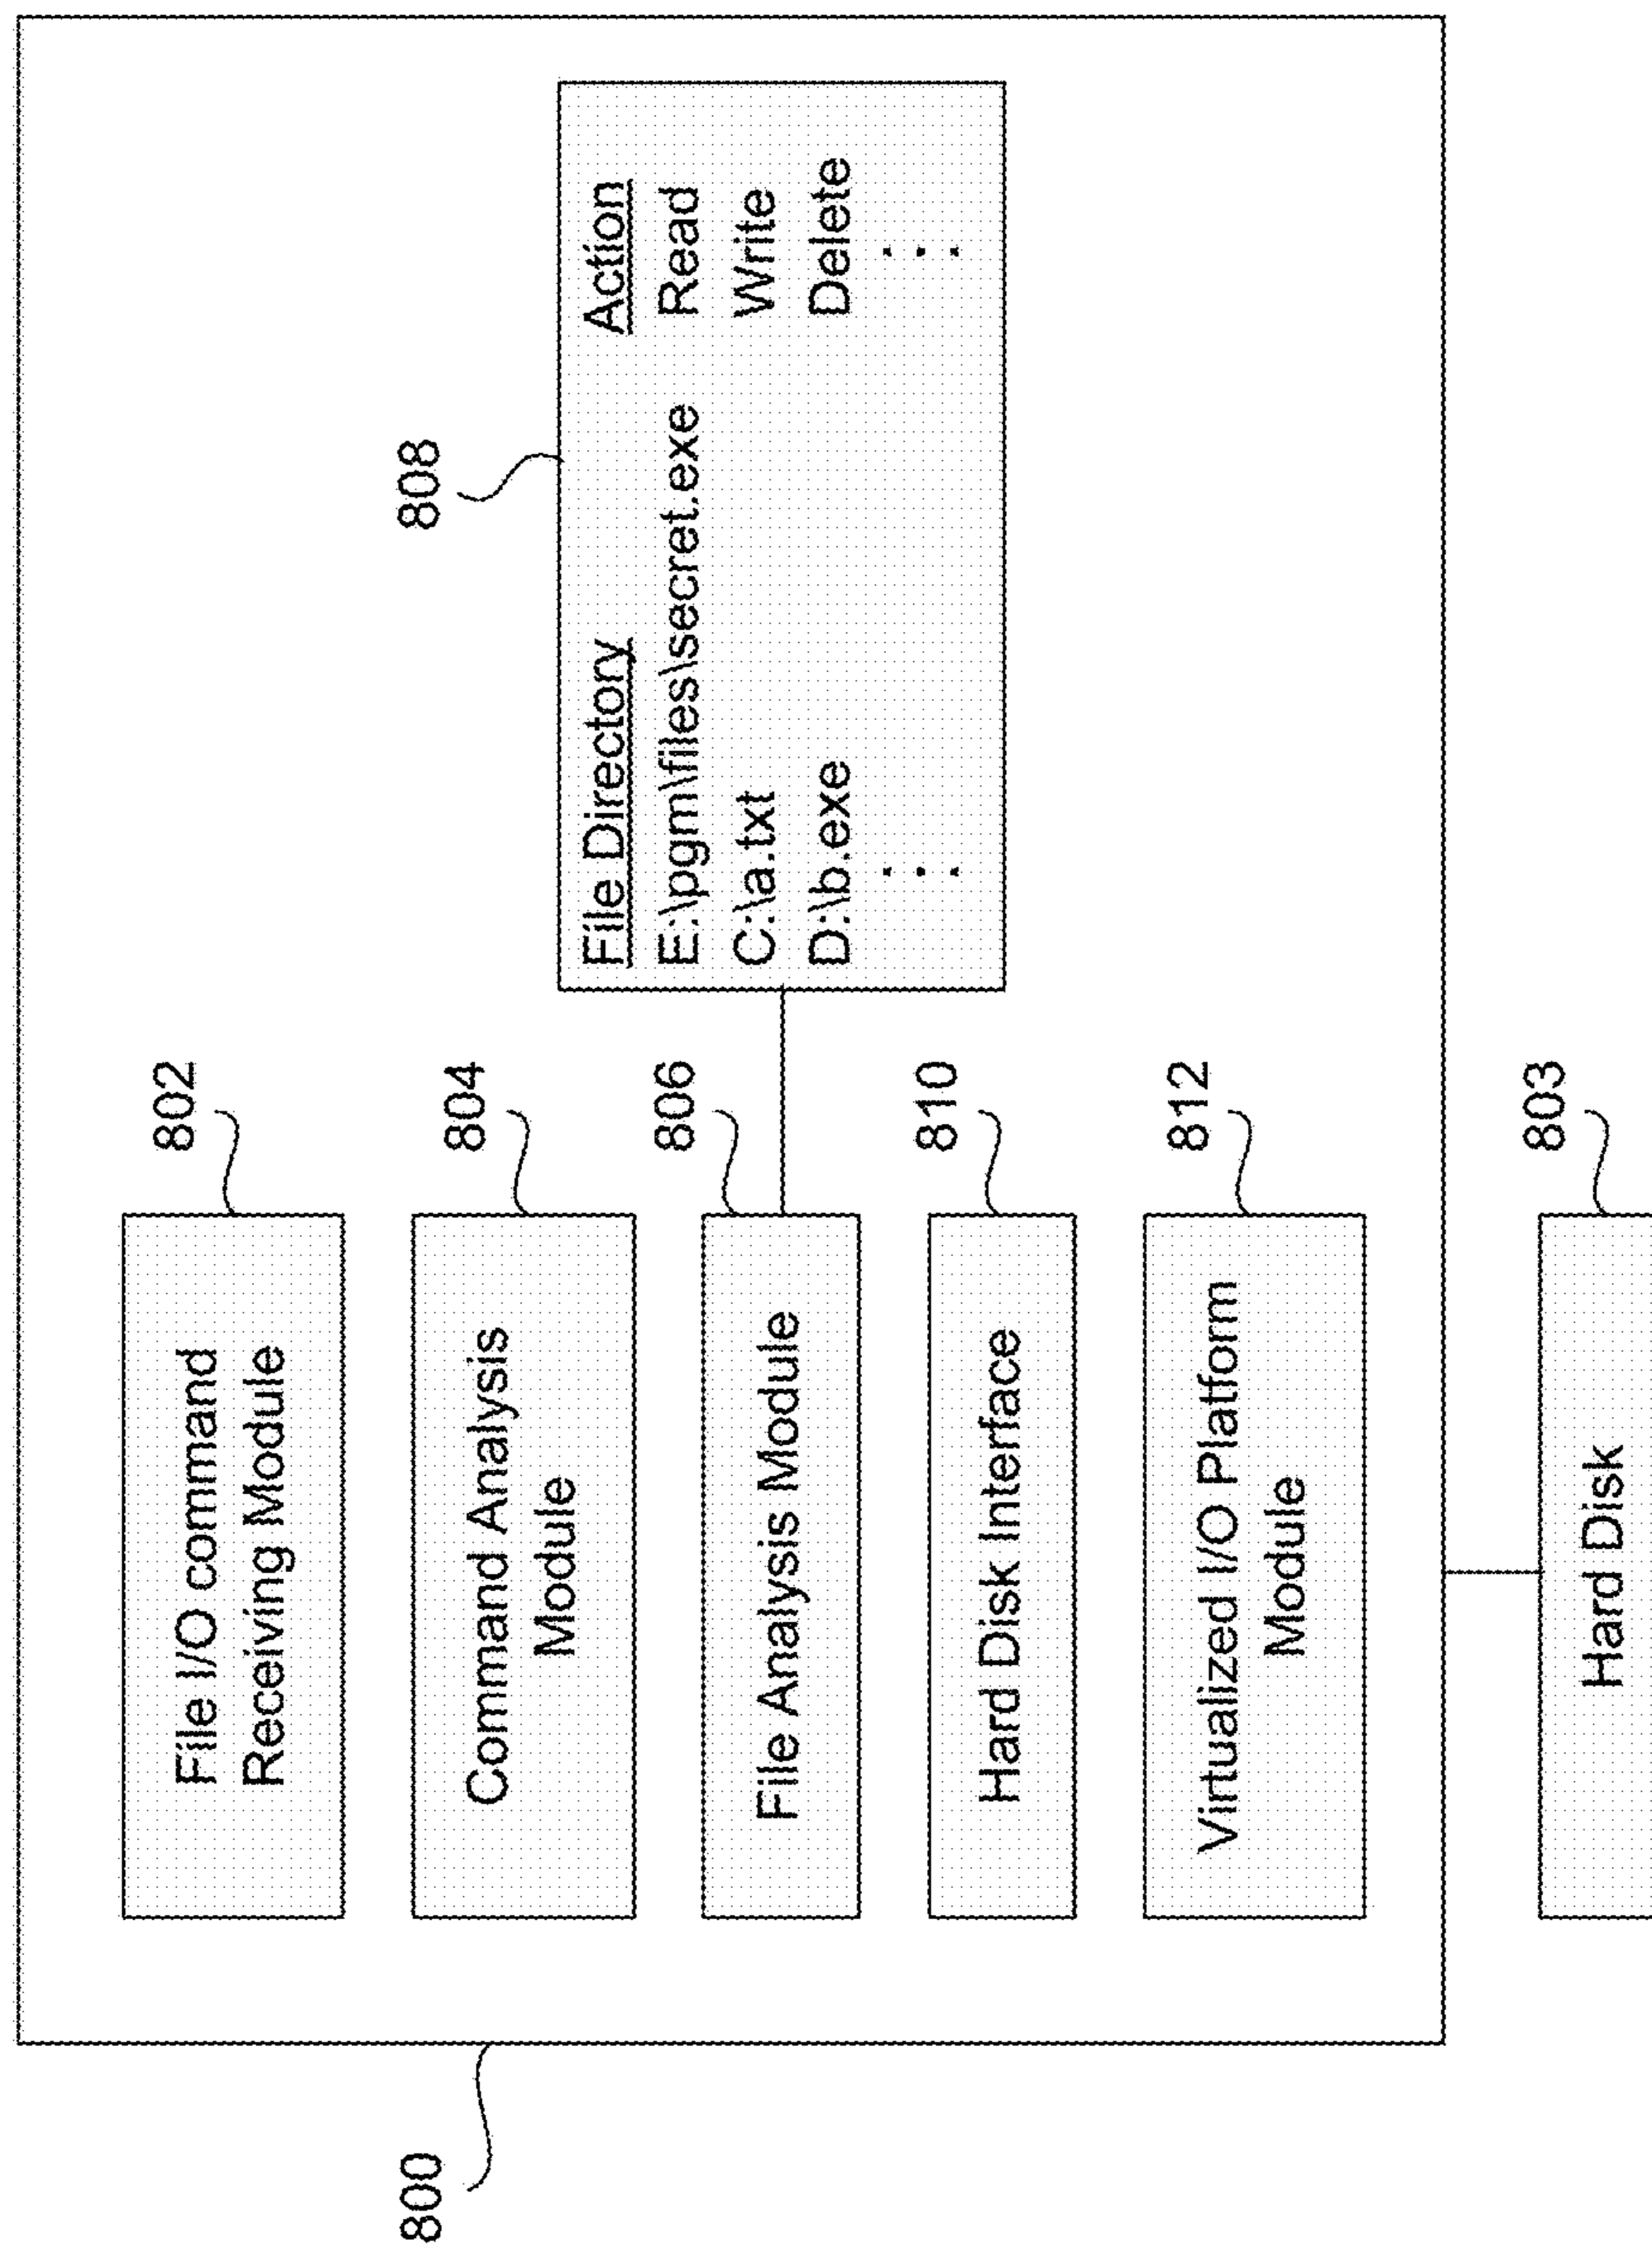 800
File I/O command
Receiving Module
802
Command Analysis
Module
804
File Analysis Module
806
Hard Disk Interface
810
Virtualized I/O Platform
Module
812
808
File Directory Action
E:\pgm\files\secret.exe Read
C:\a.txt Write
D:\b.exe Delete
Hard Disk
803